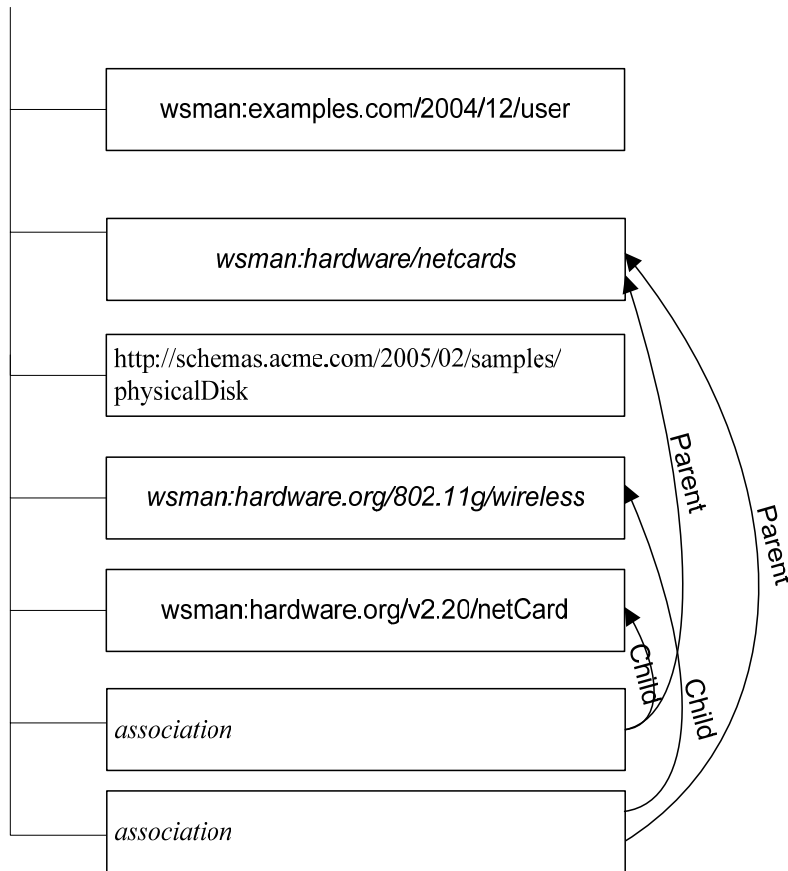 wsman:examples.com/2004/12/user
wsman:hardware/netcards
http://schemas.acme.com/2005/02/samples/
physicalDisk
wsman:hardware.org/802.11g/wireless
wsman:hardware.org/v2.20/netCard
association
association
Parent
Parent
Child
Child